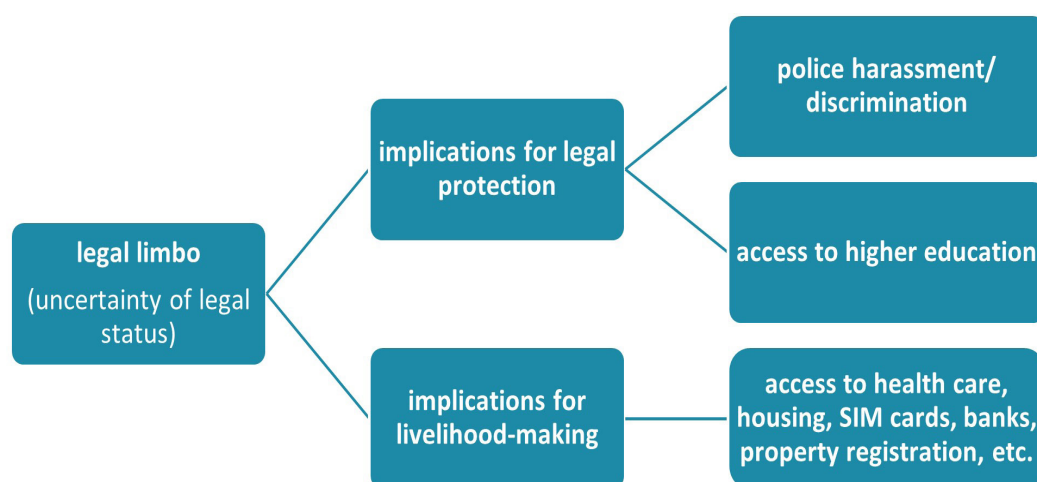 legal limbo
(uncertainty of legal
status)
implications for legal
protection
police harassment/
discrimination
access to higher education
implications for
livelihood-making
access to health care,
housing, SIM cards, banks,
property registration, etc.